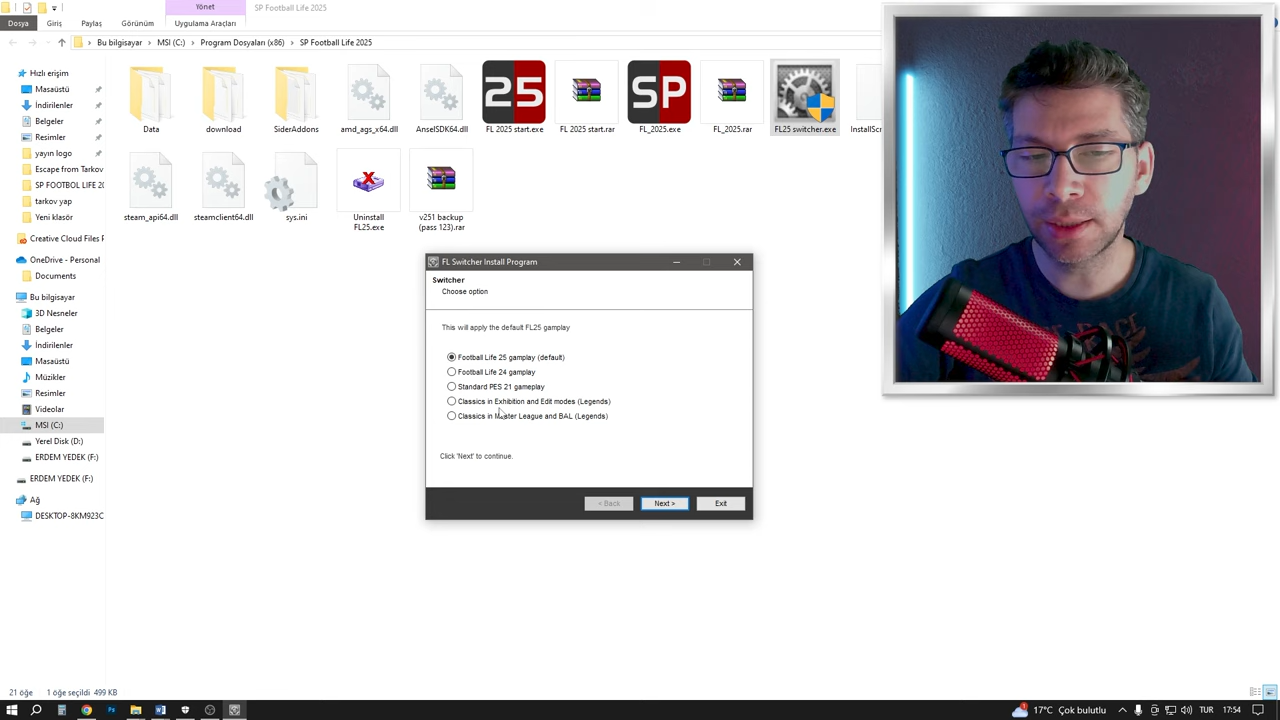 Yönet
SP Football Life 2025
Dosya
Giriş
Paylaş
Görünüm
Uygulama Araçları
Bu bilgisayar
MSI (C:)
Program Dosyaları (x86)
SP Football Life 2025
Hızlı erişim
Masaüstü
İndirilenler
Belgeler
Resimler
yayın logo
Escape from Tarkov
SP FOOTBOL LIFE 20
tarkov yap
Yeni klasör
Creative Cloud Files P
OneDrive - Personal
Documents
Bu bilgisayar
3D Nesneler
Belgeler
İndirilenler
Masaüstü
Müzikler
Resimler
Videolar
MSI (C:)
Yerel Disk (D:)
ERDEM YEDEK (F:)
ERDEM YEDEK (F:)
Ağ
DESKTOP-8KM923C
Data
download
SiderAddons
amd_ags_x64.dll
AnselSDK64.dll
25
FL 2025 start.exe
FL 2025 start.rar
SP
FL_2025.exe
FL_2025.rar
FL25 switcher.exe
InstallScr
steam_api64.dll
steamclient64.dll
sys.ini
Uninstall
FL25.exe
v251 backup
(pass 123).rar
FL Switcher Install Program
Switcher
Choose option
This will apply the default FL25 gamplay
Football Life 25 gamplay (default)
Football Life 24 gamplay
Standard PES 21 gameplay
Classics in Exhibition and Edit modes (Legends)
Classics in Master League and BAL (Legends)
Click 'Next' to continue.
< Back
Next >
Exit
21 öğe
1 öğe seçildi
499 KB
Ps
W
1
17°C
Çok bulutlu
TUR
17:54